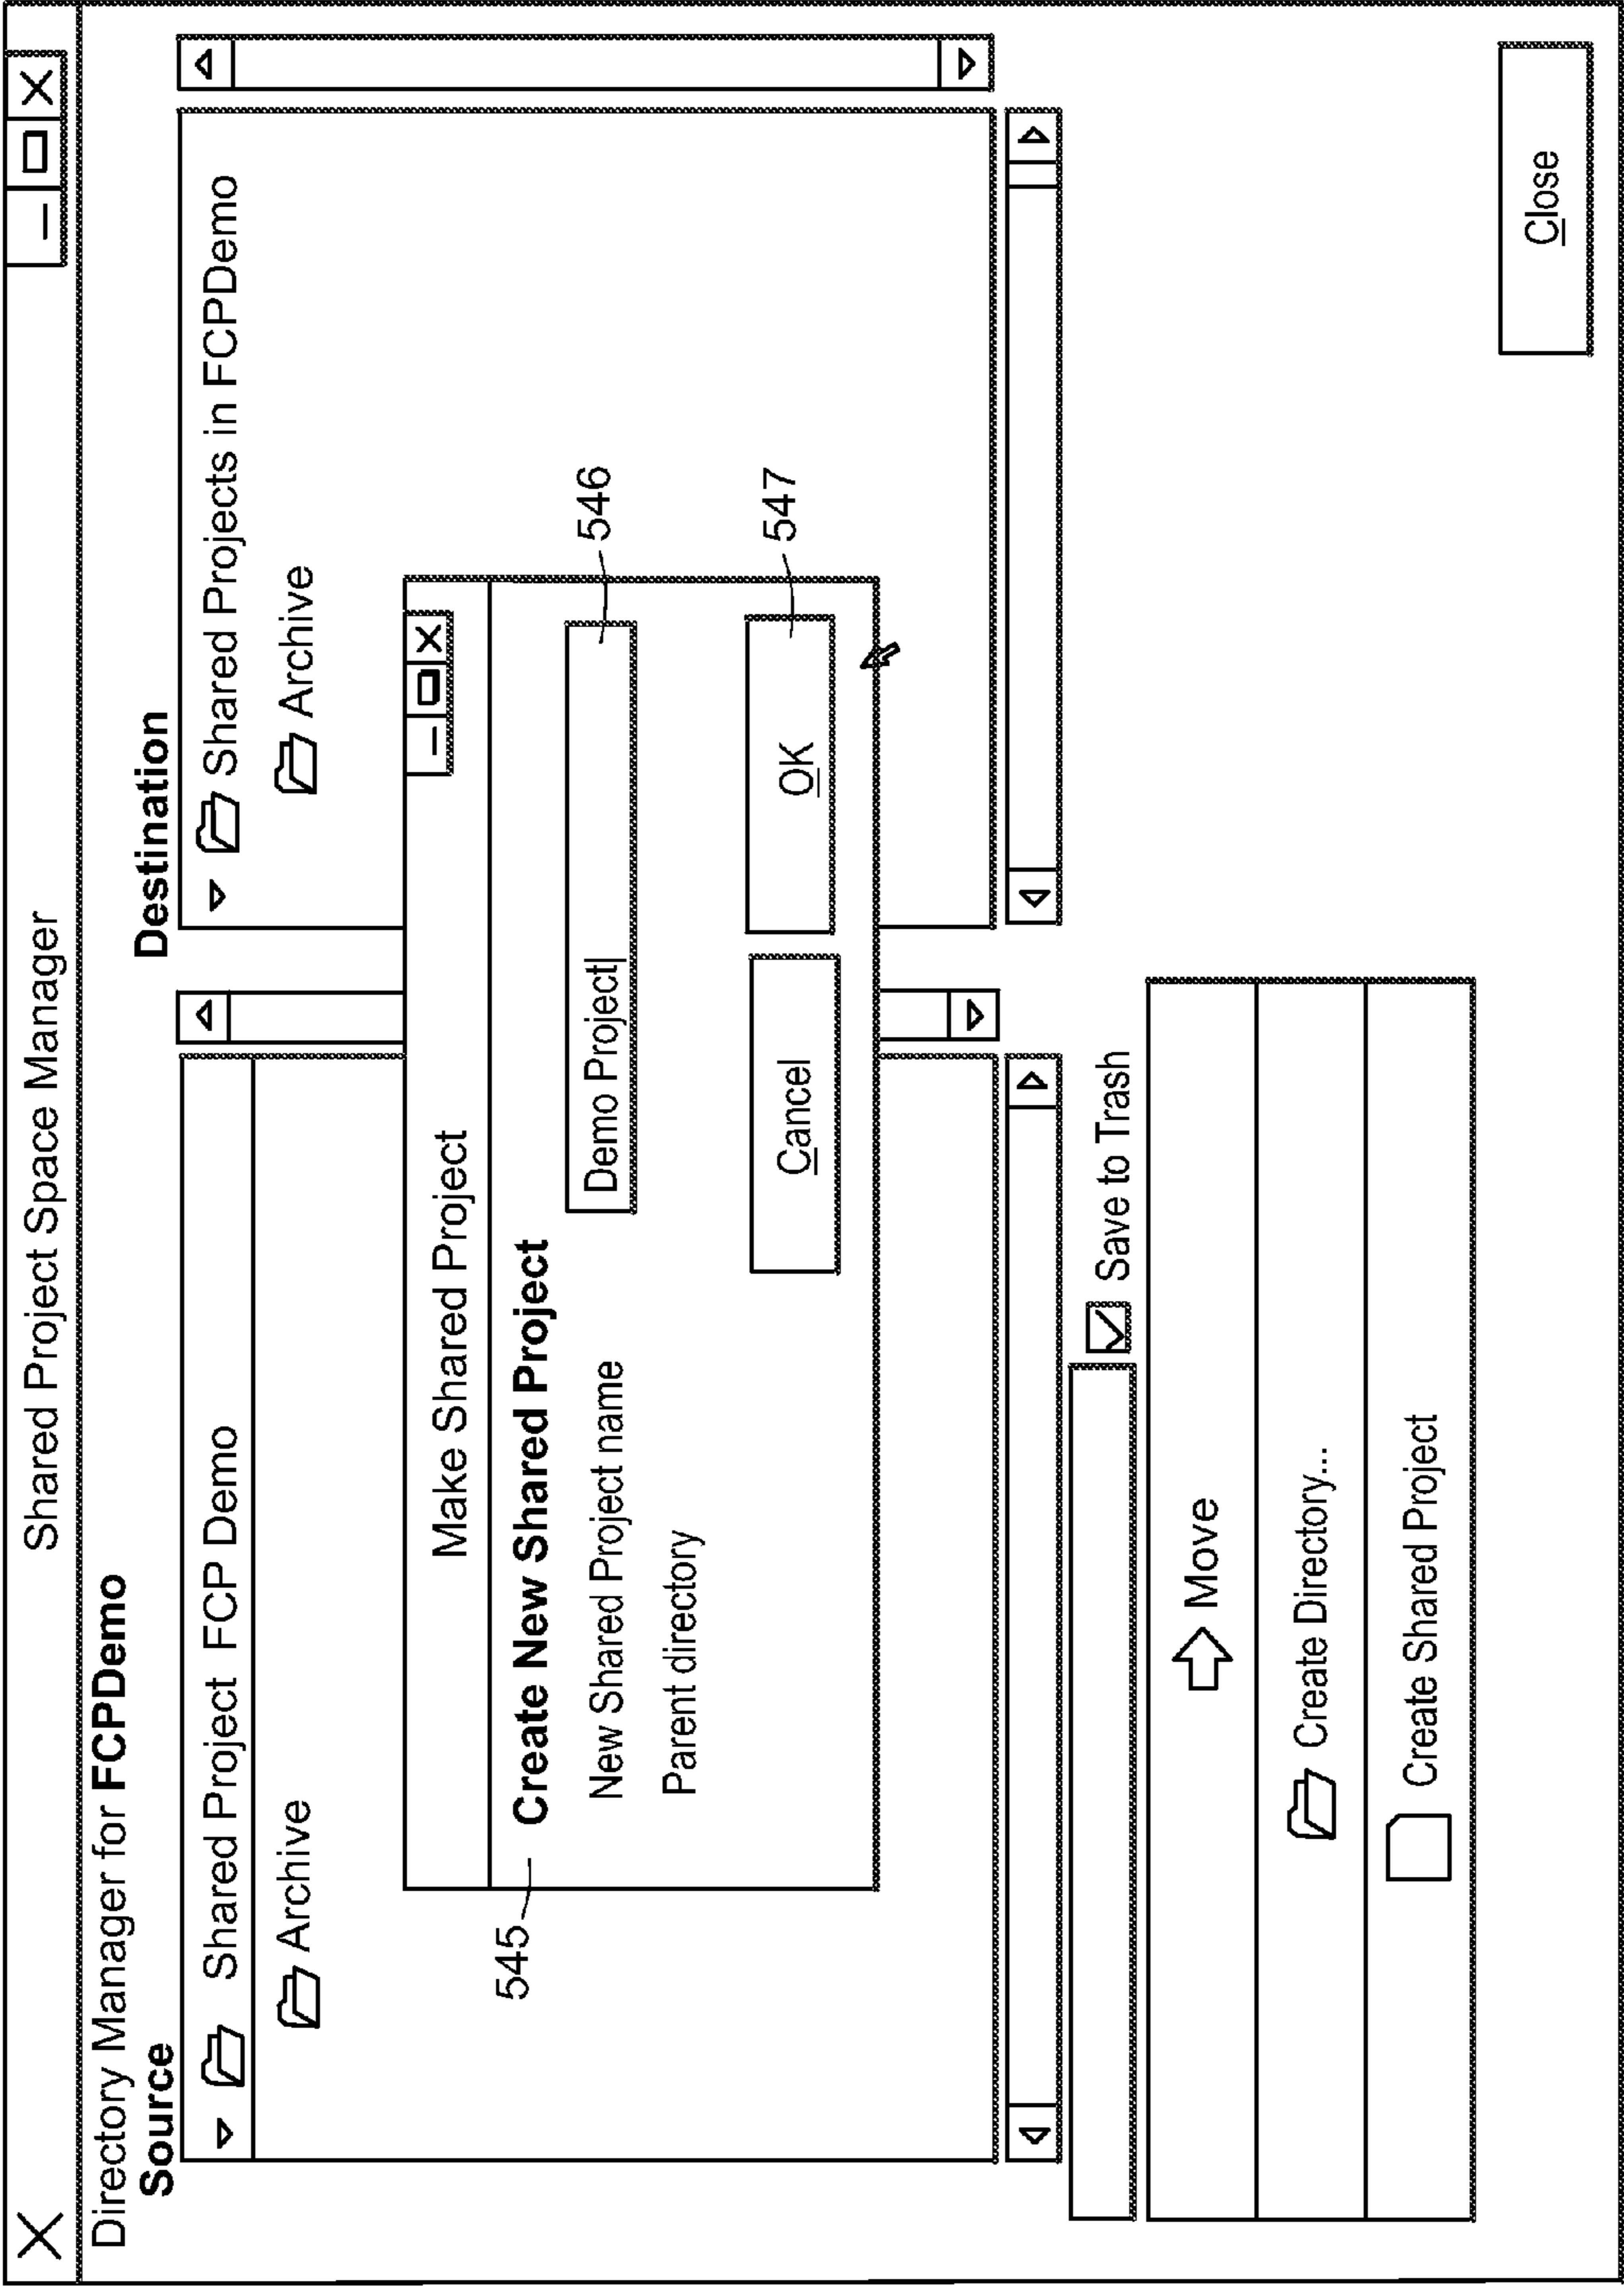 Shared Project Space Manager
Directory Manager for FCPDemo
Source
Destination
Shared Project FCP Demo
Archive
Shared Projects in FCPDemo
Archive
Make Shared Project
545
Create New Shared Project
New Shared Project name
Demo Project
546
Parent directory
Cancel
OK
547
Save to Trash
Move
Create Directory...
Create Shared Project
Close